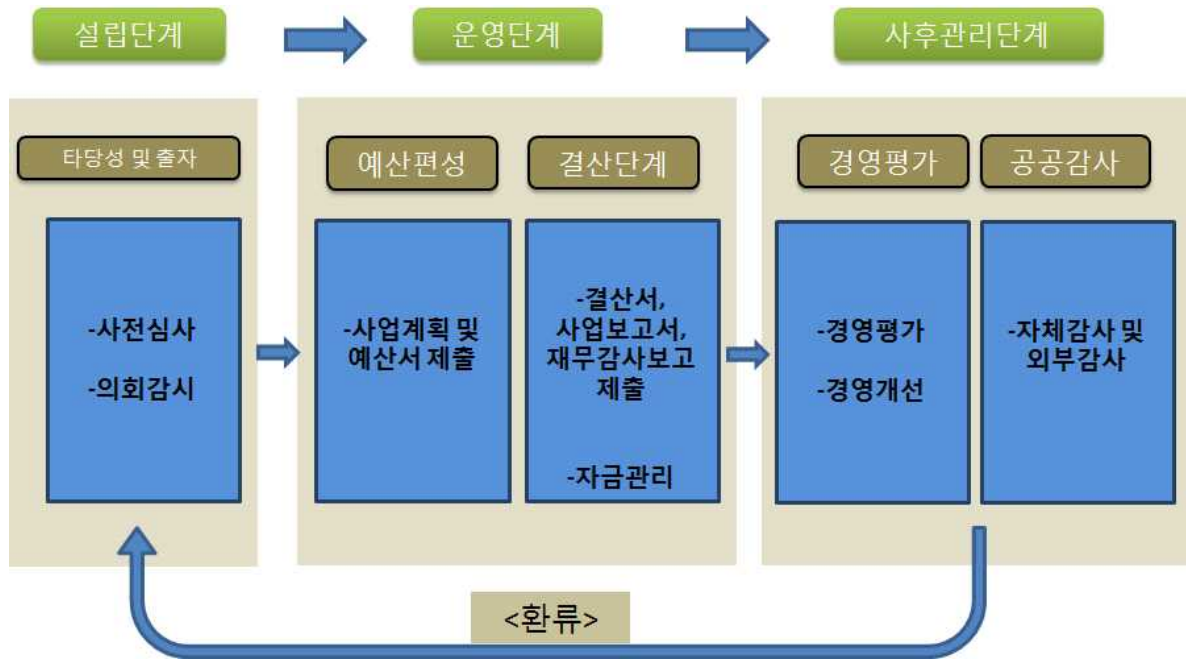 설립단계
운영단계
사후관리단계
타당성 및 출자
예산편성
결산단계
경영평가
공공감사
-사전심사
-의회감시
-사업계획 및
예산서 제출
-결산서,
사업보고서,
재무감사보고
제출
-자금관리
-경영평가
-경영개선
-자체감사 및
외부감사
<환류>